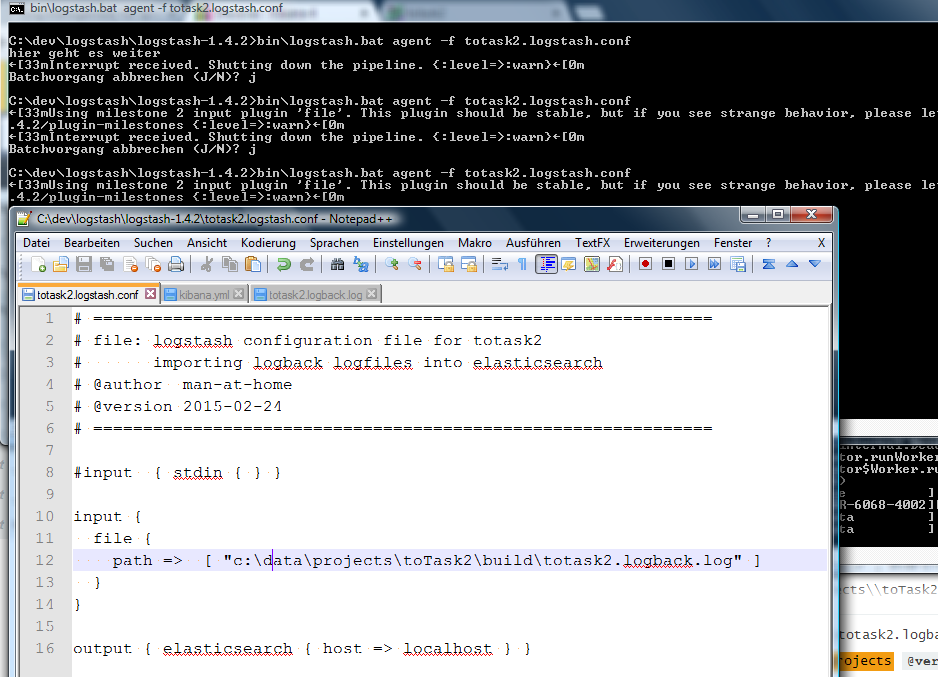 bin\logstash.bat  agent -f totask2.logstash.conf
C:\dev\logstash\logstash-1.4.2>bin\logstash.bat agent -f totask2.logstash.conf
hier geht es weiter
←[33mInterrupt received. Shutting down the pipeline. {:level=>:warn}←[0m
Batchvorgang abbrechen (J/N)? j
C:\dev\logstash\logstash-1.4.2>bin\logstash.bat agent -f totask2.logstash.conf
←[33mUsing milestone 2 input plugin 'file'. This plugin should be stable, but if you see strange behavior, please le
.4.2/plugin-milestones {:level=>:warn}←[0m
←[33mInterrupt received. Shutting down the pipeline. {:level=>:warn}←[0m
Batchvorgang abbrechen (J/N)? j
C:\dev\logstash\logstash-1.4.2>bin\logstash.bat agent -f totask2.logstash.conf
←[33mUsing milestone 2 input plugin 'file'. This plugin should be stable, but if you see strange behavior, please le
.4.2/plugin-milestones {:level=>:warn}←[0m
C:\dev\logstash\logstash-1.4.2\totask2.logstash.conf - Notepad++
Datei Bearbeiten Suchen Ansicht Kodierung Sprachen Einstellungen Makro Ausführen TextFX Erweiterungen Fenster ? X
totask2.logstash.conf kibana.yml totask2.logback.log
1 # ==============================================================
2 # file: logstash configuration file for totask2
3 #       importing logback logfiles into elasticsearch
4 # @author  man-at-home
5 # @version 2015-02-24
6 # ==============================================================
7
8 #input  { stdin { } }
9
10 input {
11   file {
12     path =>  [ "c:\data\projects\toTask2\build\totask2.logback.log" ]
13   }
14 }
15
16 output { elasticsearch { host => localhost } }
tor.runWorker
tor$Worker.ru
)
e ]
R-6068-4002]
ta ]
ta ]
ects\\toTask2
totask2.logba
rojects @ver